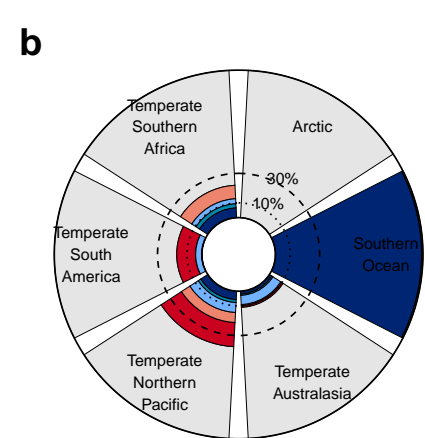 b
Temperate
Southern
Africa
Arctic
30%
10%
Temperate
South
America
Southern
Ocean
Temperate
Northern
Pacific
Temperate
Australasia